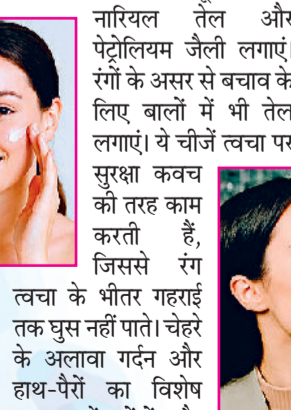 नारियल तेल और
पेट्रोलियम जैली लगाएं।
रंगों के असर से बचाव के
लिए बालों में भी तेल
लगाएं। ये चीजें त्वचा पर
सुरक्षा कवच
की तरह काम
करती हैं,
जिससे रंग
त्वचा के भीतर गहराई
तक घुस नहीं पाते। चेहरे
के अलावा गर्दन और
हाथ-पैरों का विशेष